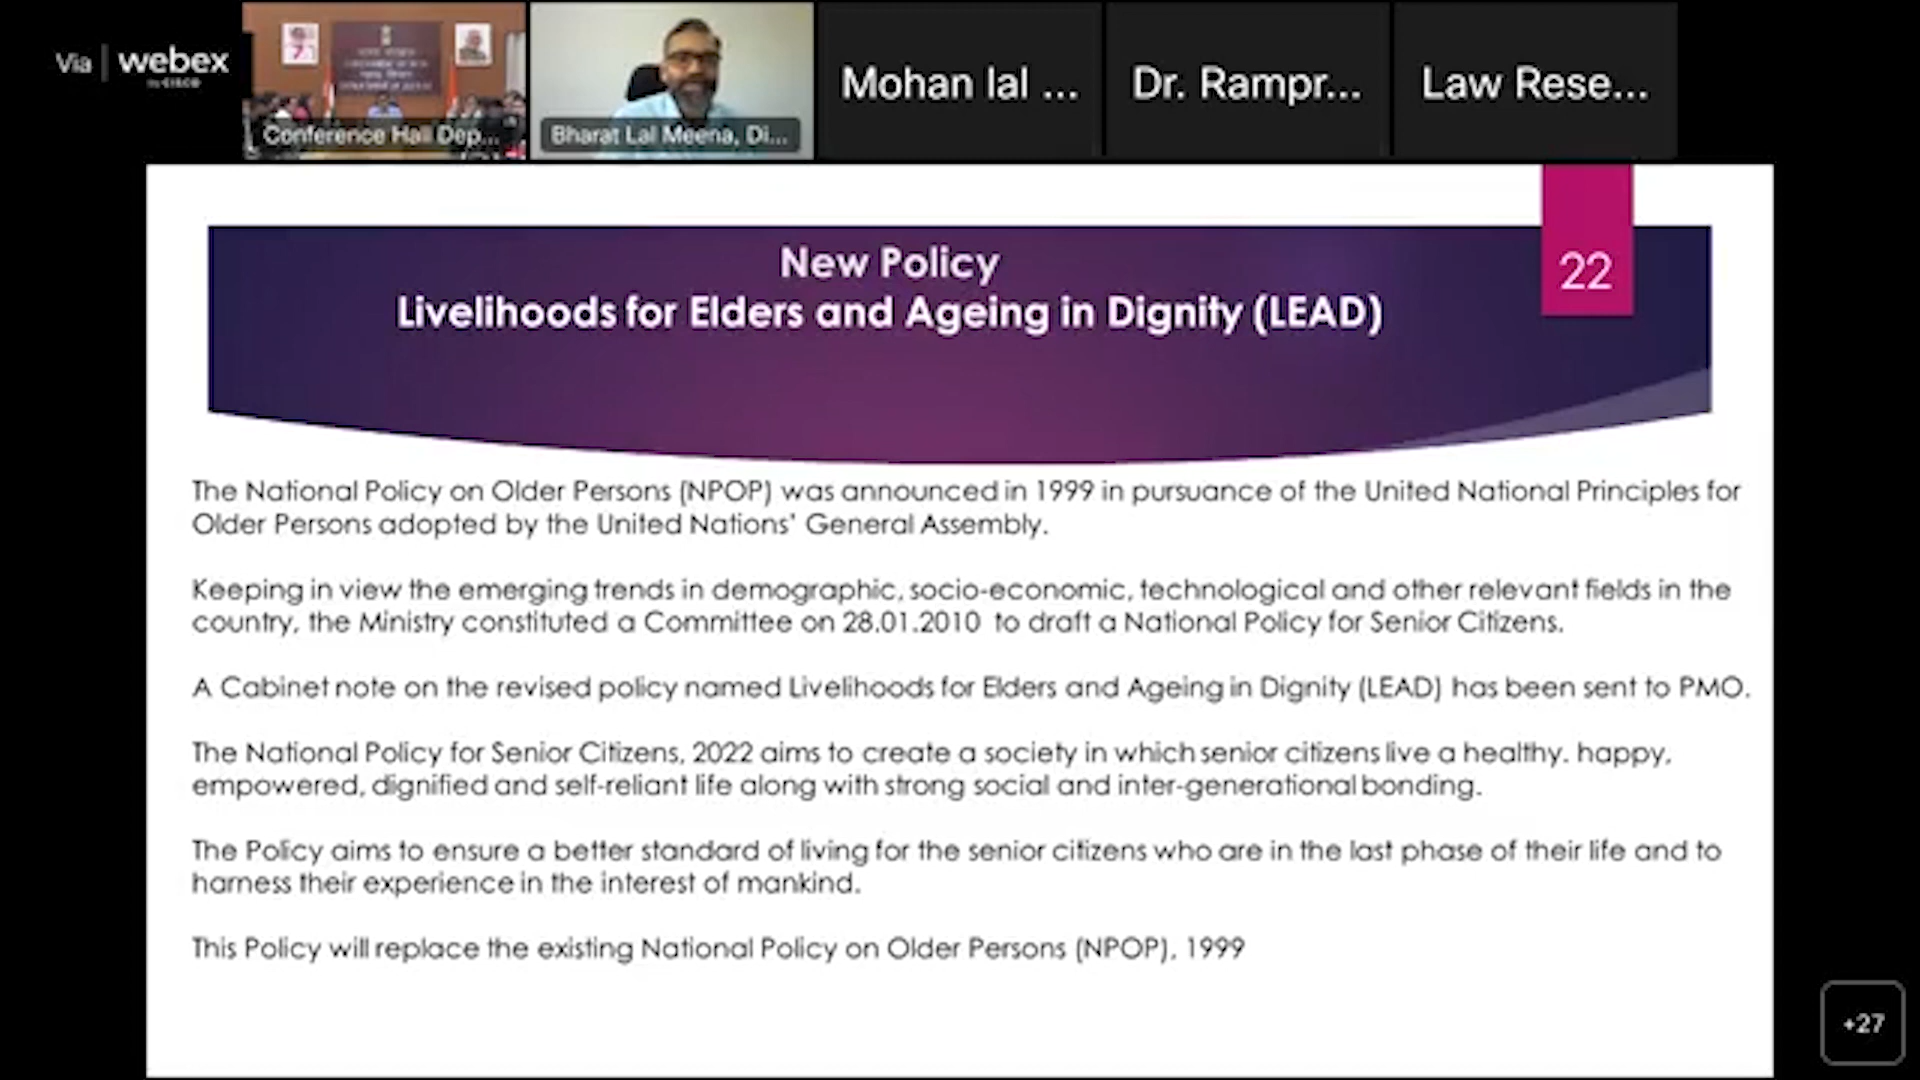 Via webex
by CISCO
Conference Hall Dep...
Bharat Lal Meena, Di...
Mohan lal ...
Dr. Rampr...
Law Rese...
22
New Policy
Livelihoods for Elders and Ageing in Dignity (LEAD)
The National Policy on Older Persons (NPOP) was announced in 1999 in pursuance of the United National Principles for
Older Persons adopted by the United Nations' General Assembly.
Keeping in view the emerging trends in demographic, socio-economic, technological and other relevant fields in the
country, the Ministry constituted a Committee on 28.01.2010 to draft a National Policy for Senior Citizens.
A Cabinet note on the revised policy named Livelihoods for Elders and Ageing in Dignity (LEAD) has been sent to PMO.
The National Policy for Senior Citizens, 2022 aims to create a society in which senior citizens live a healthy. happy,
empowered, dignified and self-reliant life along with strong social and inter-generational bonding.
The Policy aims to ensure a better standard of living for the senior citizens who are in the last phase of their life and to
harness their experience in the interest of mankind.
This Policy will replace the existing National Policy on Older Persons (NPOP), 1999
+27